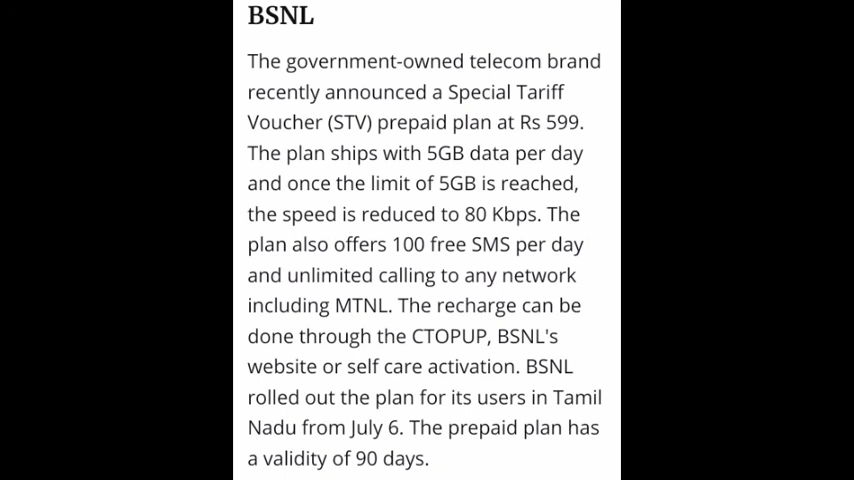 BSNL
The government-owned telecom brand
recently announced a Special Tariff
Voucher (STV) prepaid plan at Rs 599.
The plan ships with 5GB data per day
and once the limit of 5GB is reached,
the speed is reduced to 80 Kbps. The
plan also offers 100 free SMS per day
and unlimited calling to any network
including MTNL. The recharge can be
done through the CTOPUP, BSNL's
website or self care activation. BSNL
rolled out the plan for its users in Tamil
Nadu from July 6. The prepaid plan has
a validity of 90 days.